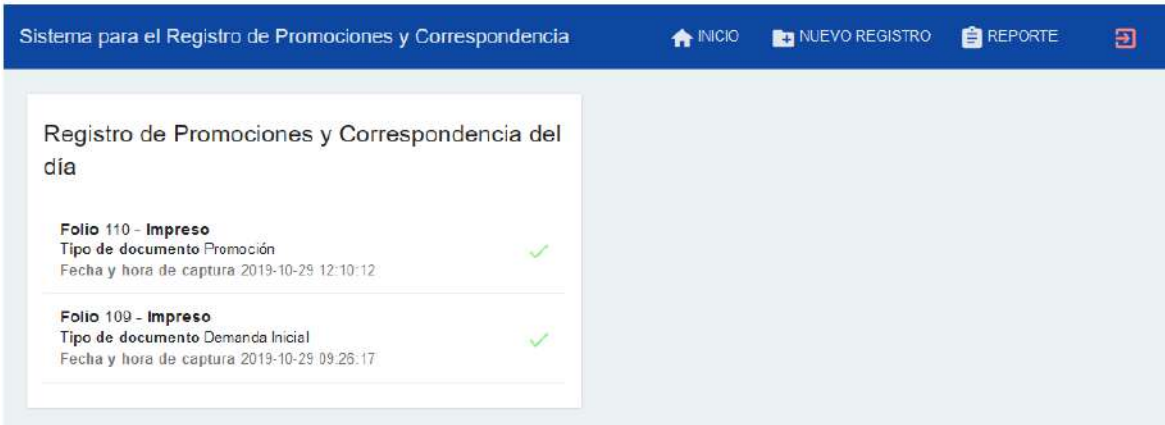 Sistema para el Registro de Promociones y Correspondencia
INICIO
NUEVO REGISTRO
REPORTE
Registro de Promociones y Correspondencia del
día
Folio 110 - Impreso
Tipo de documento Promoción
Fecha y hora de captura 2019-10-29 12:10:12
Folio 109 - Impreso
Tipo de documento Demanda Inicial
Fecha y hora de captura 2019-10-29 09:26:17